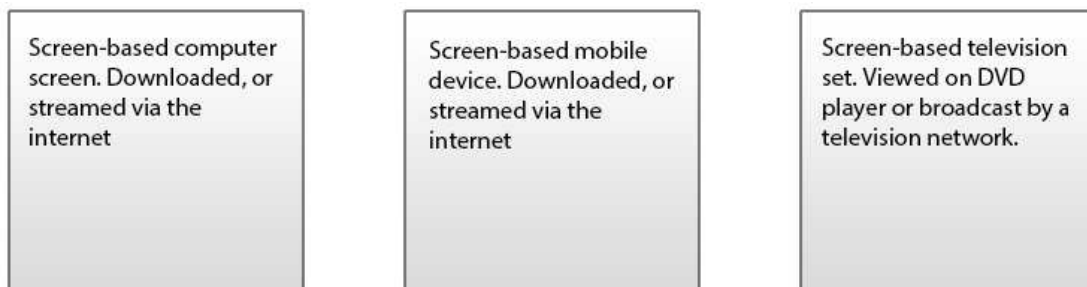 Screen-based computer
screen. Downloaded, or
streamed via the
internet
Screen-based mobile
device. Downloaded, or
streamed via the
internet
Screen-based television
set. Viewed on DVD
player or broadcast by a
television network.